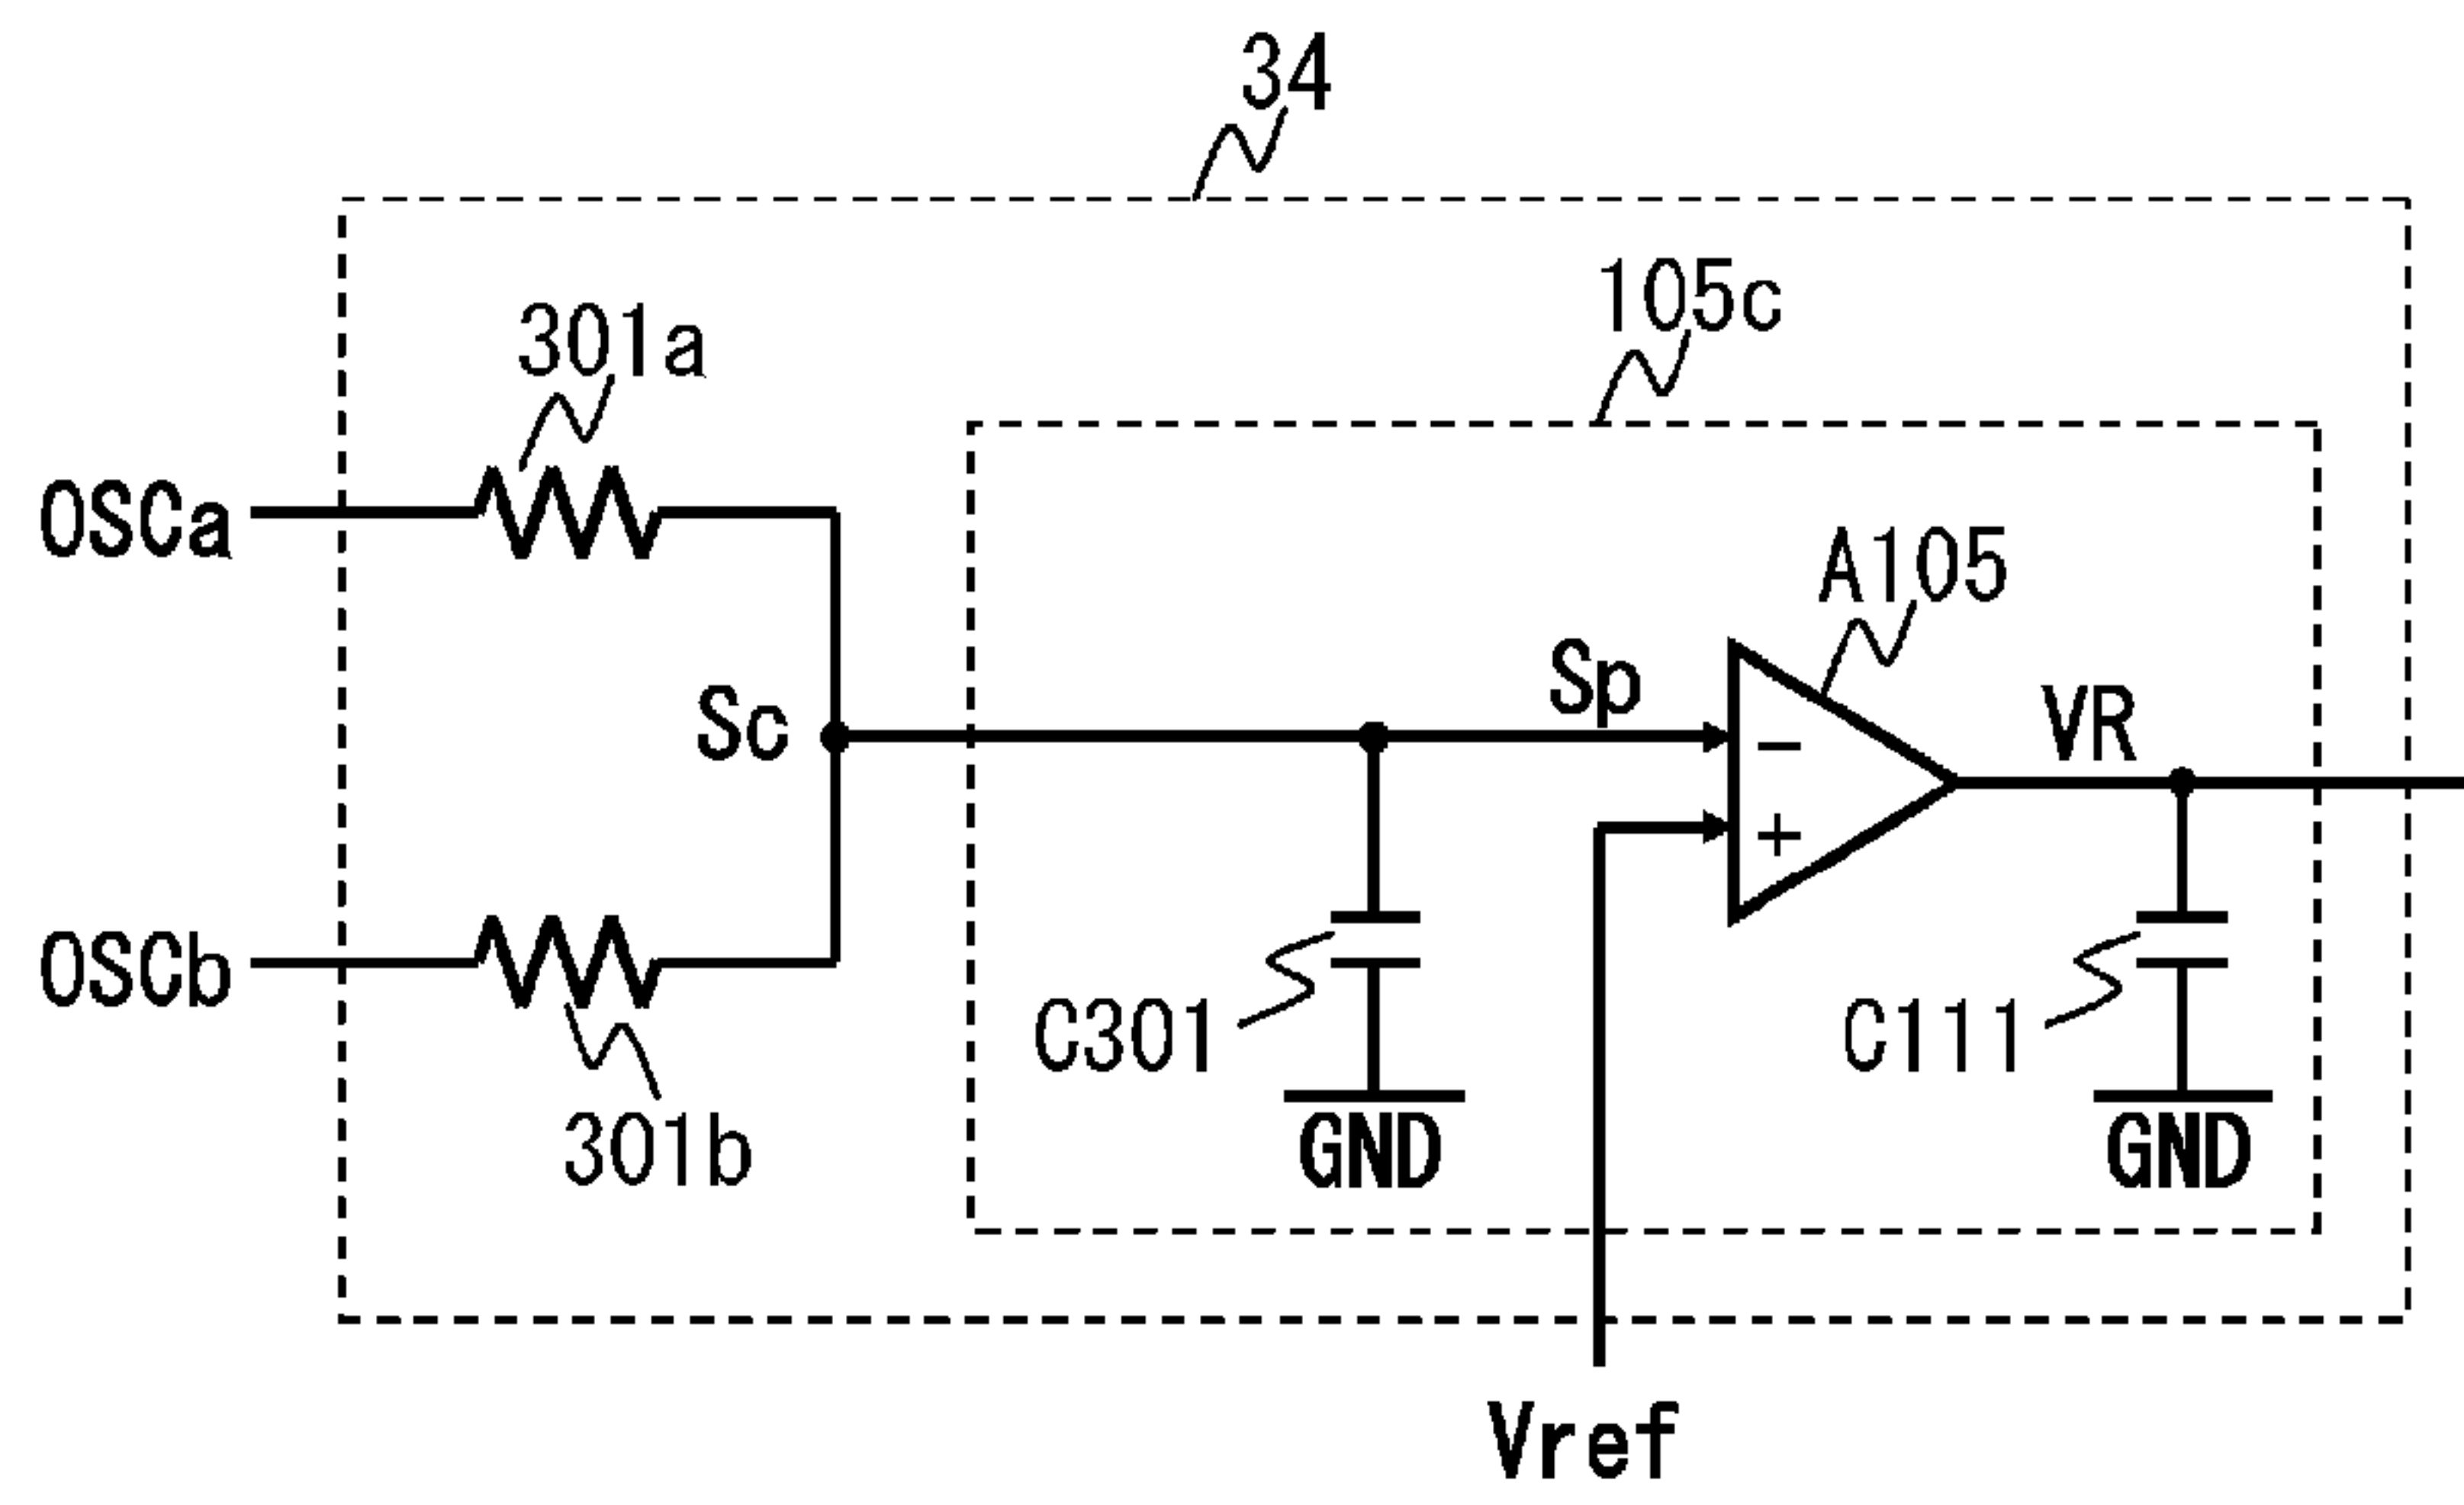 34
105c
301a
OSCa
A105
Sp
Sc
VR
−
+
OSCb
C301
C111
301b
GND
GND
Vref